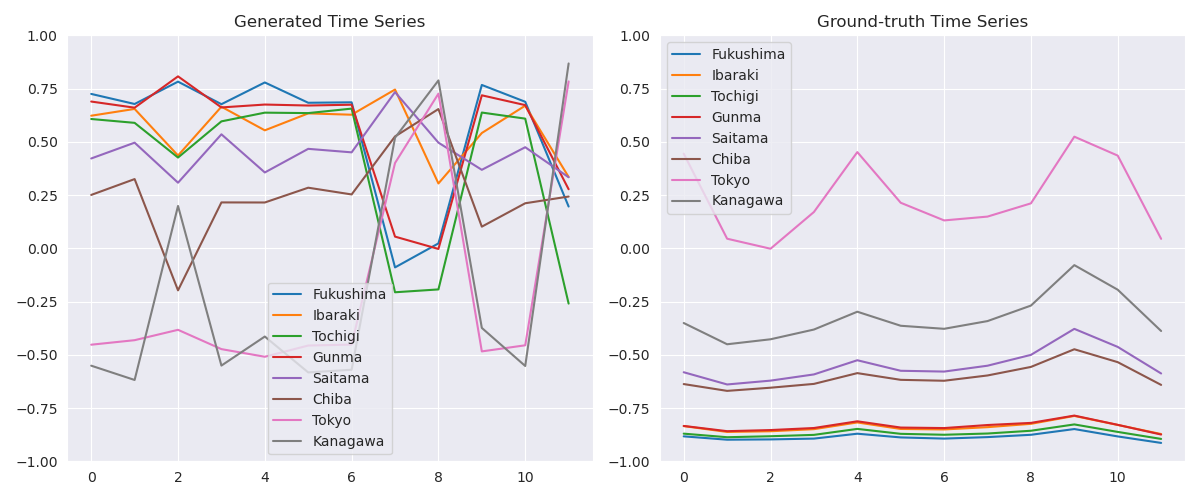 Generated Time Series
1.00
0.75
0.50
0.25
0.00
−0.25
−0.50
−0.75
−1.00
0 2 4 6 8 10
Fukushima
Ibaraki
Tochigi
Gunma
Saitama
Chiba
Tokyo
Kanagawa
Ground-truth Time Series
1.00
0.75
0.50
0.25
0.00
−0.25
−0.50
−0.75
−1.00
0 2 4 6 8 10
Fukushima
Ibaraki
Tochigi
Gunma
Saitama
Chiba
Tokyo
Kanagawa